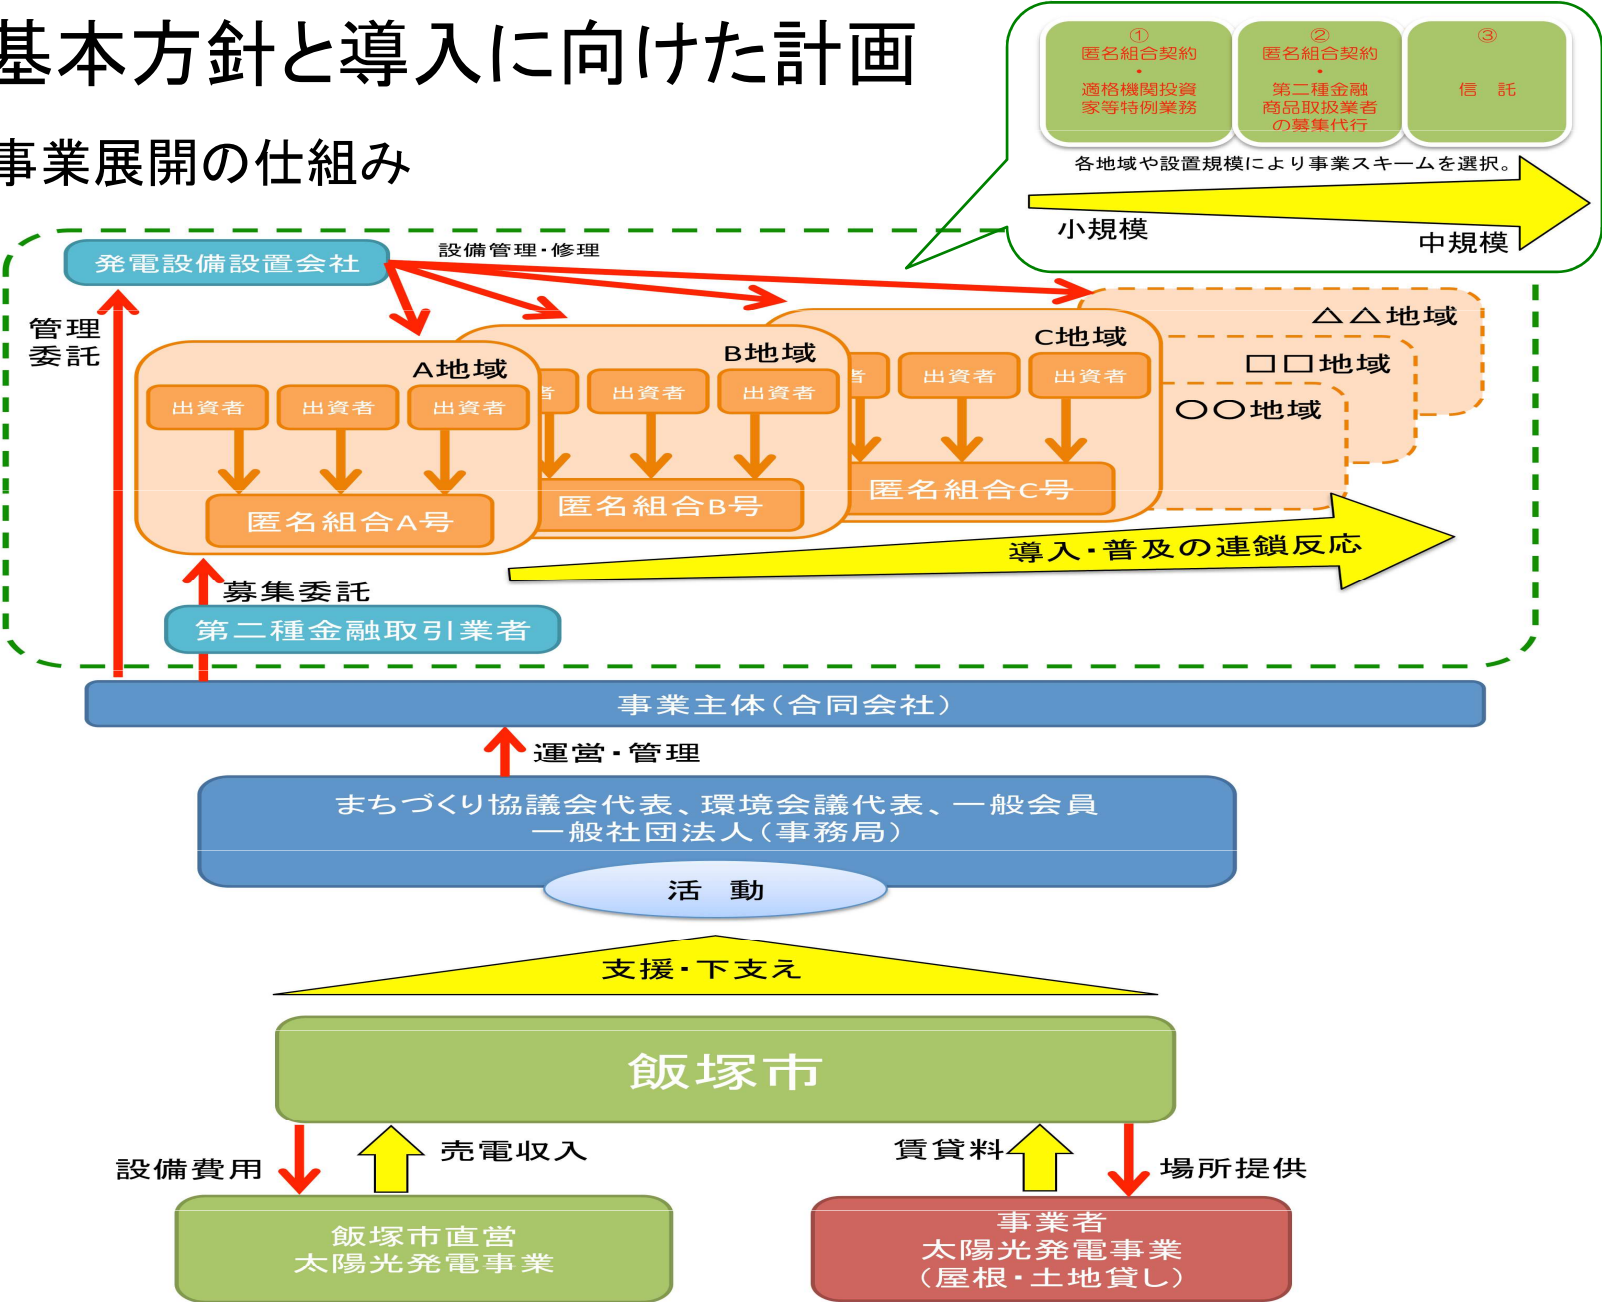 基本方針と導入に向けた計画
事業展開の仕組み
①
匿名組合契約
・
適格機関投資
家等特例業務
②
匿名組合契約
・
第二種金融
商品取扱業者
の募集代行
③
信　託
各地域や設置規模により事業スキームを選択。
小規模
中規模
発電設備設置会社
設備管理・修理
管理
委託
A地域
出資者
出資者
出資者
匿名組合A号
B地域
者
出資者
出資者
匿名組合B号
C地域
者
出資者
出資者
匿名組合C号
△△地域
□□地域
○○地域
導入・普及の連鎖反応
募集委託
第二種金融取引業者
事業主体（合同会社）
運営・管理
まちづくり協議会代表、環境会議代表、一般会員
一般社団法人（事務局）
活　動
支援・下支え
飯塚市
設備費用
売電収入
賃貸料
場所提供
飯塚市直営
太陽光発電事業
事業者
太陽光発電事業
（屋根・土地貸し）